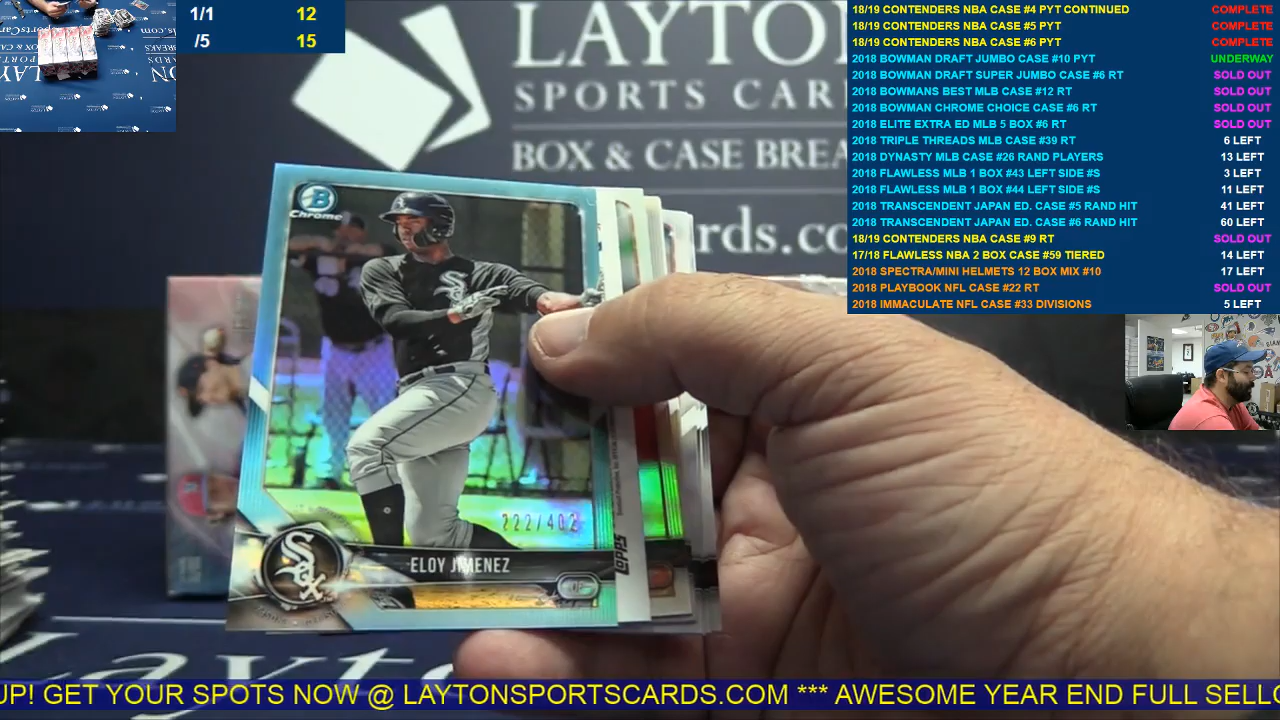 1/1 12
/5 15
LAYTO
SPORTS CAR
BOX & CASE BREA
rds.co
18/19 CONTENDERS NBA CASE #4 PYT CONTINUED COMPLETE
18/19 CONTENDERS NBA CASE #5 PYT COMPLETE
18/19 CONTENDERS NBA CASE #6 PYT COMPLETE
2018 BOWMAN DRAFT JUMBO CASE #10 PYT UNDERWAY
2018 BOWMAN DRAFT SUPER JUMBO CASE #6 RT SOLD OUT
2018 BOWMANS BEST MLB CASE #12 RT SOLD OUT
2018 BOWMAN CHROME CHOICE CASE #6 RT SOLD OUT
2018 ELITE EXTRA ED MLB 5 BOX #6 RT SOLD OUT
2018 TRIPLE THREADS MLB CASE #39 RT 6 LEFT
2018 DYNASTY MLB CASE #26 RAND PLAYERS 13 LEFT
2018 FLAWLESS MLB 1 BOX #43 LEFT SIDE #S 3 LEFT
2018 FLAWLESS MLB 1 BOX #44 LEFT SIDE #S 11 LEFT
2018 TRANSCENDENT JAPAN ED. CASE #5 RAND HIT 41 LEFT
2018 TRANSCENDENT JAPAN ED. CASE #6 RAND HIT 60 LEFT
18/19 CONTENDERS NBA CASE #9 RT SOLD OUT
17/18 FLAWLESS NBA 2 BOX CASE #59 TIERED 14 LEFT
2018 SPECTRA/MINI HELMETS 12 BOX MIX #10 17 LEFT
2018 PLAYBOOK NFL CASE #22 RT SOLD OUT
2018 IMMACULATE NFL CASE #33 DIVISIONS 5 LEFT
B
Chrome
Sox
222/402
ELOY JIMENEZ
OF
Sox
TOPPS
Layto
UP! GET YOUR SPOTS NOW @ LAYTONSPORTSCARDS.COM *** AWESOME YEAR END FULL SELLO